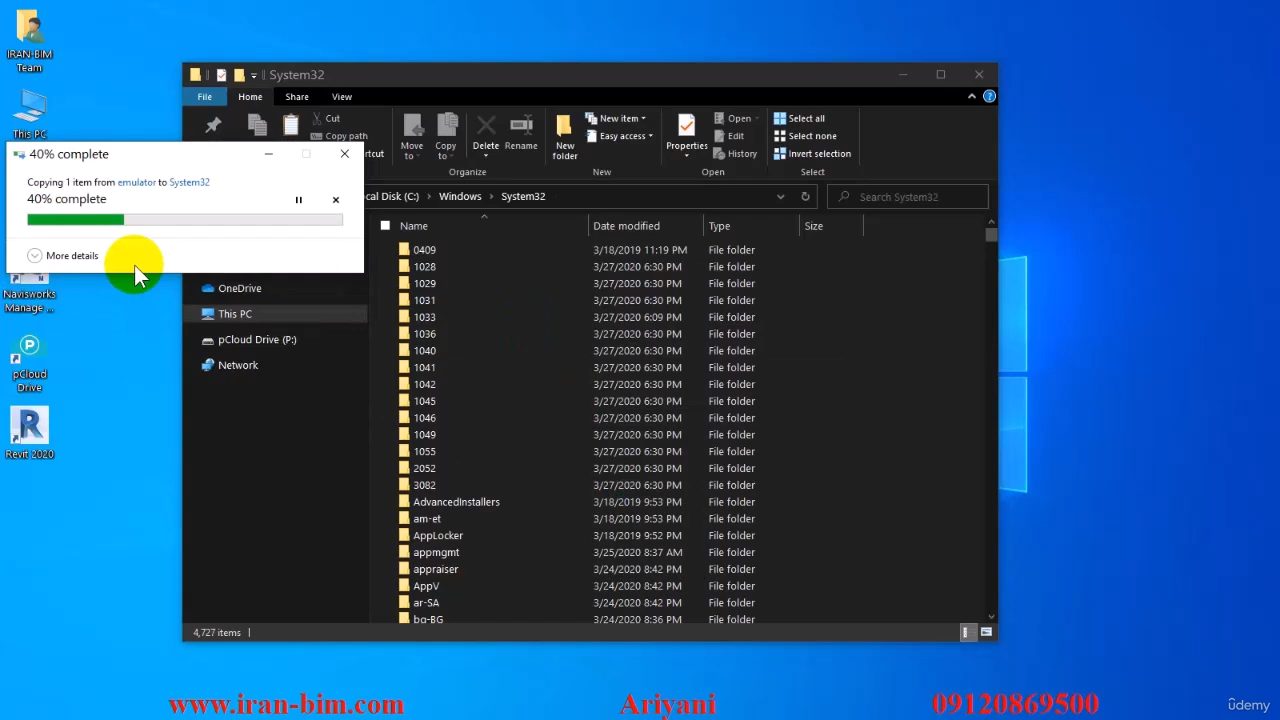 IRAN-BIM
Team
This PC
Navisworks
Manage ...
pCloud
Drive
Revit 2020
System32
File
Home
Share
View
Cut
Copy path
Move
to
Copy
to
Delete
Rename
Organize
New
folder
New item
Easy access
New
Properties
Open
Edit
History
Open
Select all
Select none
Invert selection
Select
40% complete
Copying 1 item from emulator to System32
40% complete
More details
cal Disk (C:) > Windows > System32
Search System32
OneDrive
This PC
pCloud Drive (P:)
Network
Name Date modified Type Size
0409 3/18/2019 11:19 PM File folder
1028 3/27/2020 6:30 PM File folder
1029 3/27/2020 6:30 PM File folder
1031 3/27/2020 6:30 PM File folder
1033 3/27/2020 6:09 PM File folder
1036 3/27/2020 6:30 PM File folder
1040 3/27/2020 6:30 PM File folder
1041 3/27/2020 6:30 PM File folder
1042 3/27/2020 6:30 PM File folder
1045 3/27/2020 6:30 PM File folder
1046 3/27/2020 6:30 PM File folder
1049 3/27/2020 6:30 PM File folder
1055 3/27/2020 6:30 PM File folder
2052 3/27/2020 6:30 PM File folder
3082 3/27/2020 6:30 PM File folder
AdvancedInstallers 3/18/2019 9:53 PM File folder
am-et 3/18/2019 9:53 PM File folder
AppLocker 3/18/2019 9:52 PM File folder
appmgmt 3/25/2020 8:37 AM File folder
appraiser 3/24/2020 8:42 PM File folder
AppV 3/24/2020 8:42 PM File folder
ar-SA 3/24/2020 8:42 PM File folder
bg-BG 3/24/2020 8:36 PM File folder
4,727 items
www.iran-bim.com Ariyani 09120869500
ûdemy